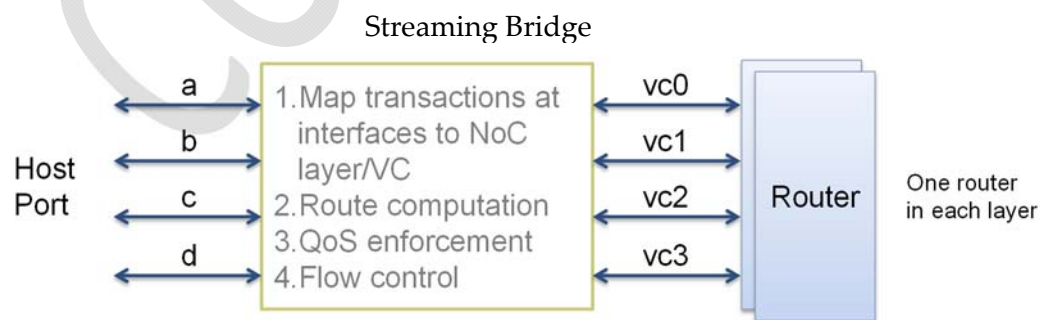 Streaming Bridge
Host
Port
a
b
c
d
1.Map transactions at
interfaces to NoC
layer/VC
2.Route computation
3.QoS enforcement
4.Flow control
vc0
vc1
vc2
vc3
Router
One router
in each layer